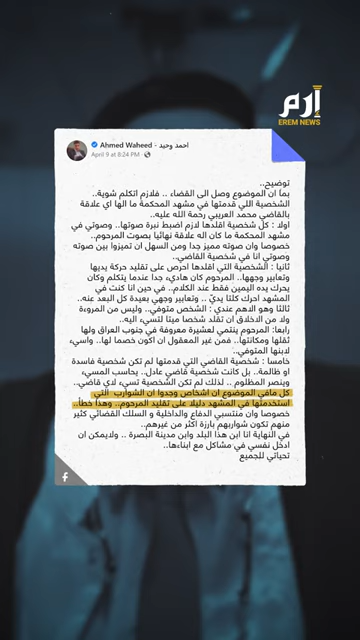 إرم
EREM NEWS
Ahmed Waheed - احمد وحيد
April 9 at 8:24 PM
توضيح..
بما ان الموضوع وصل الى القضاء .. فلازم اتكلم شوية..
الشخصية اللي قدمتها في مشهد المحكمة ما الها اي علاقة
بالقاضي محمد العريبي رحمة الله عليه..
اولا : كل شخصية اقلدها لازم اضبط نبرة صوتها.. وصوتي في
مشهد المحكمة ما كان اله علاقة نهائيا بصوت المرحوم..
خصوصا وان صوته مميز جدا ومن السهل ان تميزوا بين صوته
وصوتي انا في شخصية القاضي..
ثانيا : الشخصية التي اقلدها احرص على تقليد حركة يديها
وتعابير وجهها.. المرحوم كان هاديء جدا عندما يتكلم وكان
يحرك يده اليمين فقط عند الكلام.. في حين انا كنت في
المشهد احرك كلتا يديّ .. وتعابير وجهي بعيدة كل البعد عنه..
ثالثا وهو الاهم عندي : الشخص متوفي.. وليس من المروءة
ولا من الاخلاق ان تقلد شخصا ميتا لتسيء اليه..
رابعا: المرحوم ينتمي لعشيرة معروفة في جنوب العراق ولها
ثقلها ومكانتها.. فمن غير المعقول ان اكون خصما لها.. واسيء
لابنها المتوفي..
خامسا : شخصية القاضي التي قدمتها لم تكن شخصية فاسدة
او ظالمة.. بل كانت شخصية قاضي عادل.. يحاسب المسيء
وينصر المظلوم .. لذلك لم تكن الشخصية تسيء لاي قاضي..
كل مافي الموضوع ان اشخاص وجدوا ان الشوارب التي
استخدمتها في المشهد دليلا على تقليد المرحوم.. وهذا خطأ..
خصوصا وان منتسبي الدفاع والداخلية و السلك القضائي كثير
منهم تكون شواربهم بارزة اكثر من غيرهم..
في النهاية انا ابن هذا البلد وابن مدينة البصرة .. ولايمكن ان
ادخل نفسي في مشاكل مع ابناءها..
تحياتي للجميع